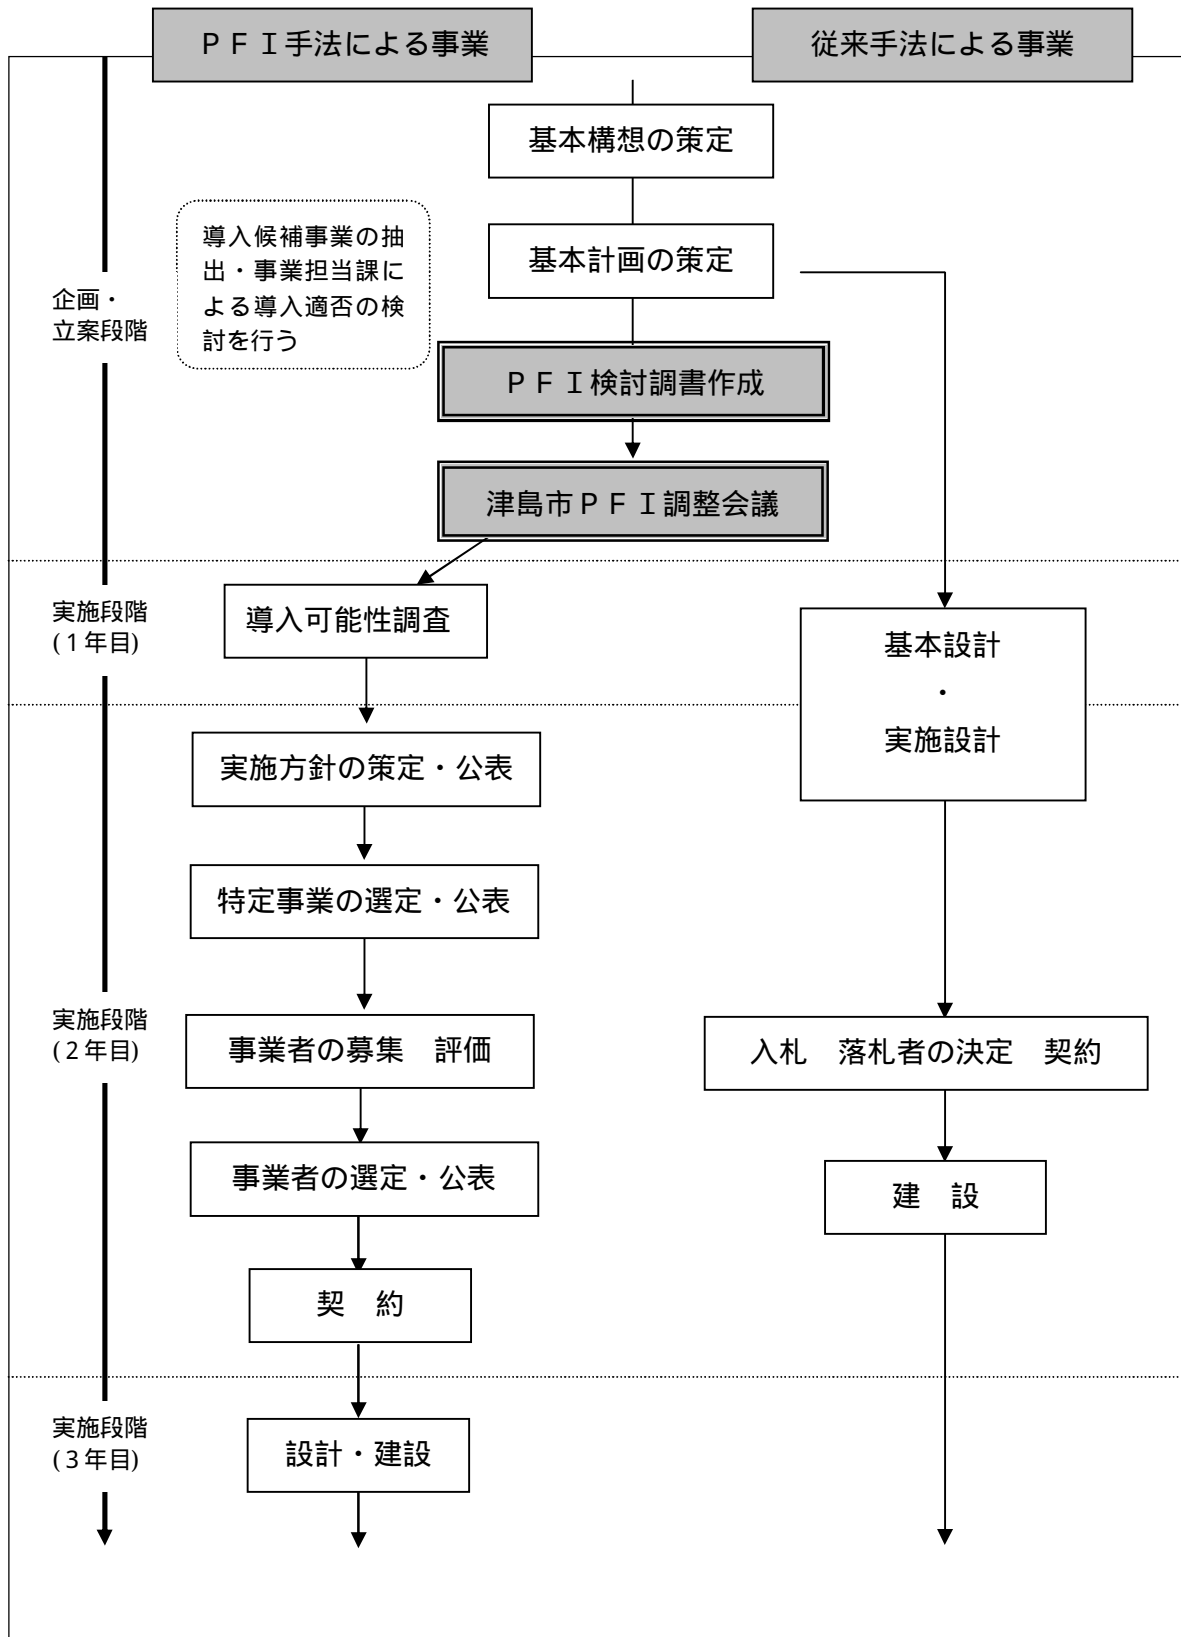 ＰＦＩ手法による事業
従来手法による事業
基本構想の策定
導入候補事業の抽
出・事業担当課に
よる導入適否の検
討を行う
基本計画の策定
企画・
立案段階
ＰＦＩ検討調書作成
津島市ＰＦＩ調整会議
実施段階
(１年目)
導入可能性調査
基本設計
・
実施設計
実施方針の策定・公表
特定事業の選定・公表
実施段階
(２年目)
事業者の募集　評価
入札　落札者の決定　契約
事業者の選定・公表
建　設
契　約
実施段階
(３年目)
設計・建設